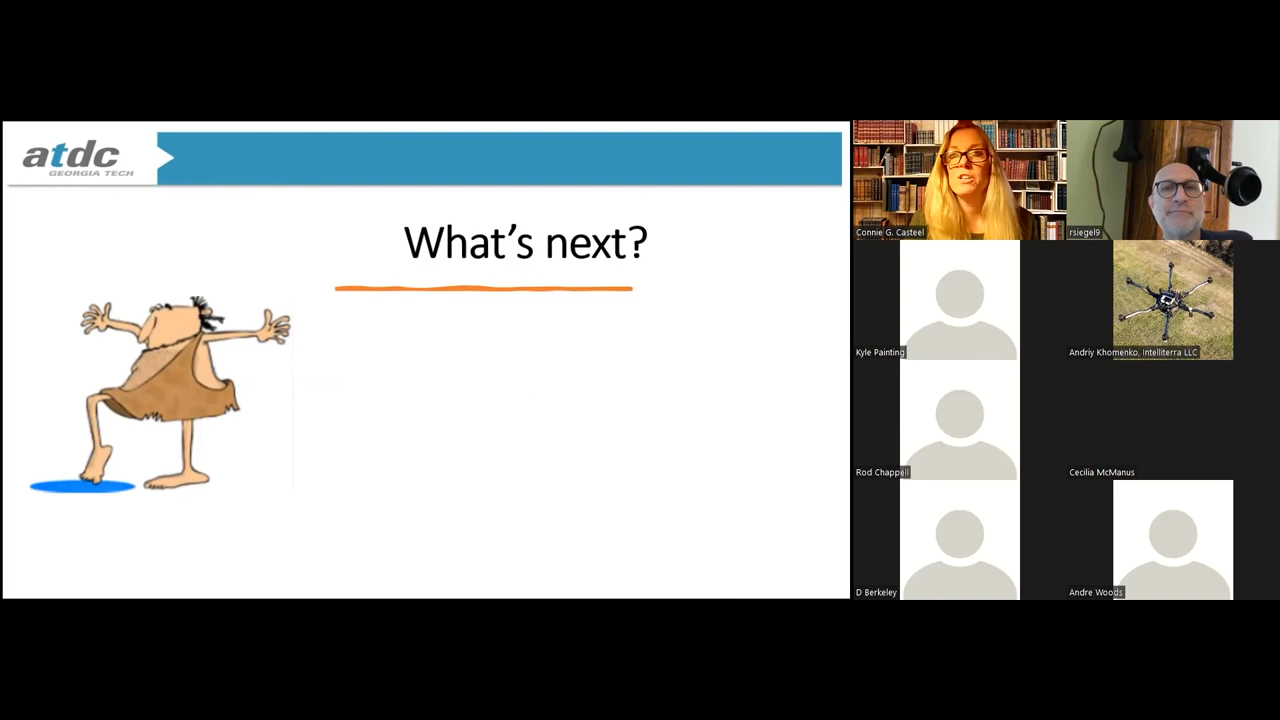 atdc
GEORGIA TECH
What's next?
Connie G. Casteel
rsiegel9
Kyle Painting
Andriy Khomenko, Intelliterra LLC
Rod Chappell
Cecilia McManus
D Berkeley
Andre Woods